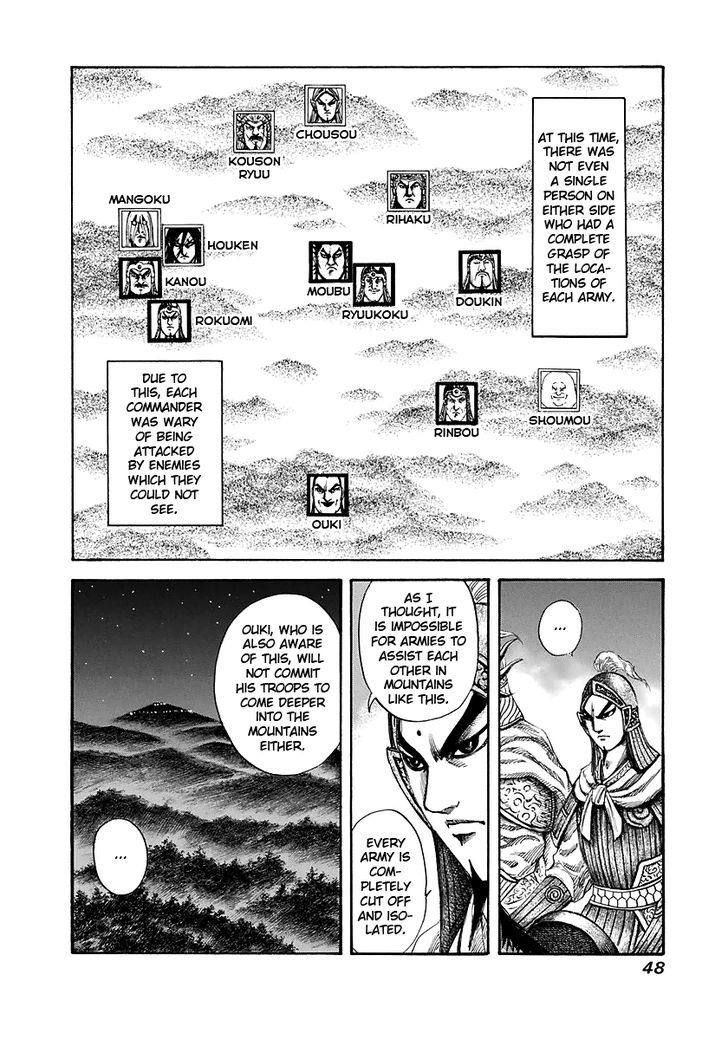 AT THIS TIME,
THERE WAS
NOT EVEN
A SINGLE
PERSON ON
EITHER SIDE
WHO HAD A
COMPLETE
GRASP OF
THE LOCA-
TIONS OF
EACH ARMY.
CHOUSOU
KOUSON
RYUU
RIHAKU
MANGOKU
HOUKEN
KANOU
ROKUOMI
MOUBU
RYUUKOKU
DOUKIN
RINBOU
SHOUMOU
OUKI
DUE TO
THIS, EACH
COMMANDER
WAS WARY
OF BEING
ATTACKED
BY ENEMIES
WHICH THEY
COULD NOT
SEE.
...
AS I
THOUGHT, IT
IS IMPOSSIBLE
FOR ARMIES TO
ASSIST EACH
OTHER IN
MOUNTAINS
LIKE THIS.
EVERY
ARMY IS
COM-
PLETELY
CUT OFF
AND ISO-
LATED.
OUKI, WHO IS
ALSO AWARE
OF THIS, WILL
NOT COMMIT
HIS TROOPS TO
COME DEEPER
INTO THE
MOUNTAINS
EITHER.
...
48